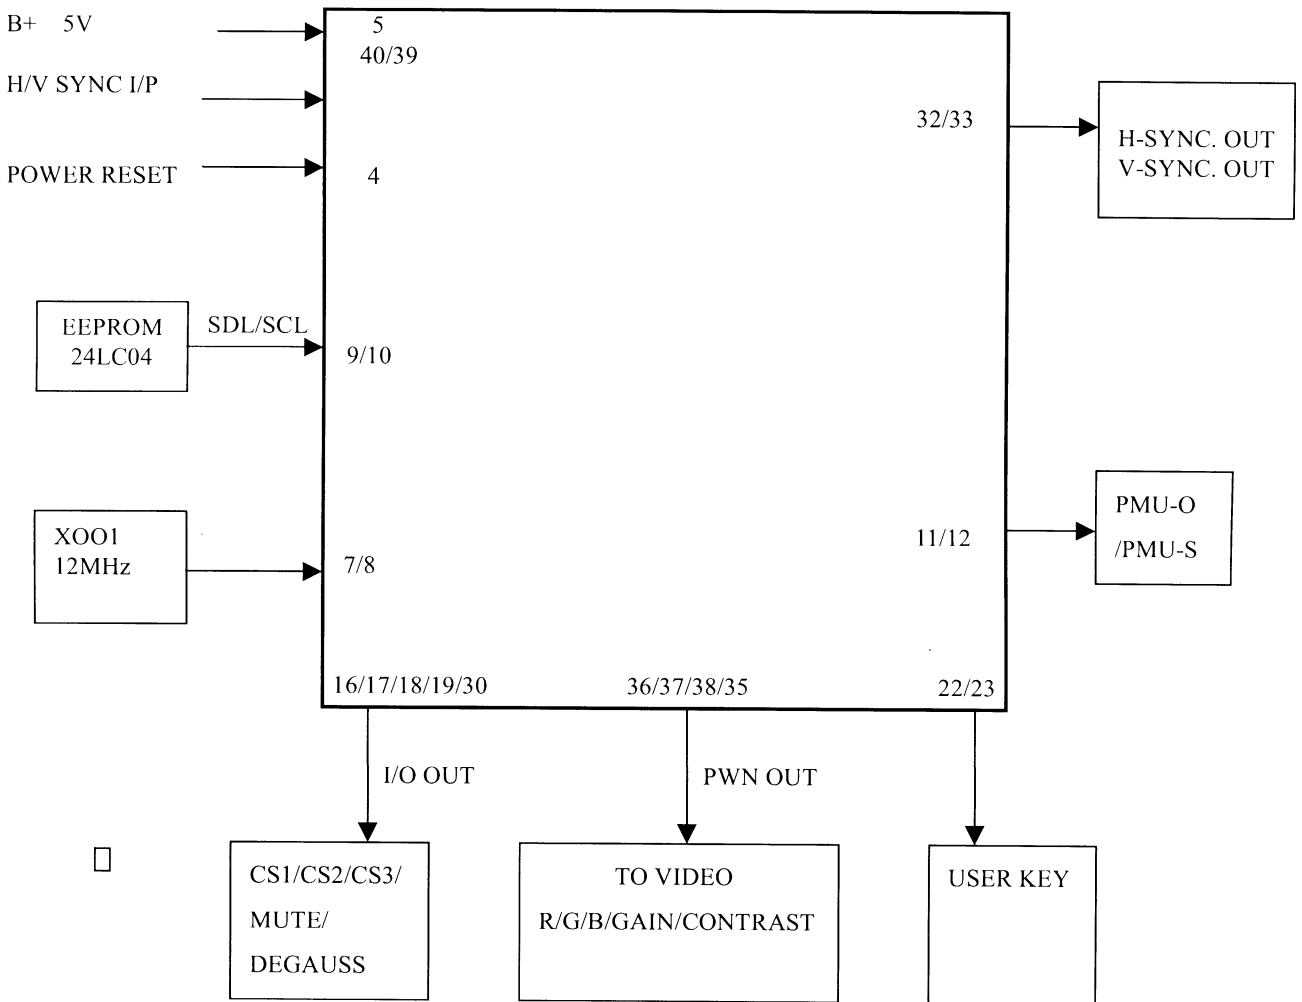 B+ 5V
5
40/39
H/V SYNC I/P
32/33
H-SYNC. OUT
V-SYNC. OUT
POWER RESET
4
EEPROM
24LC04
SDL/SCL
9/10
XOO1
12MHz
7/8
11/12
PMU-O
/PMU-S
16/17/18/19/30
36/37/38/35
22/23
I/O OUT
PWN OUT
CS1/CS2/CS3/
MUTE/
DEGAUSS
TO VIDEO
R/G/B/GAIN/CONTRAST
USER KEY